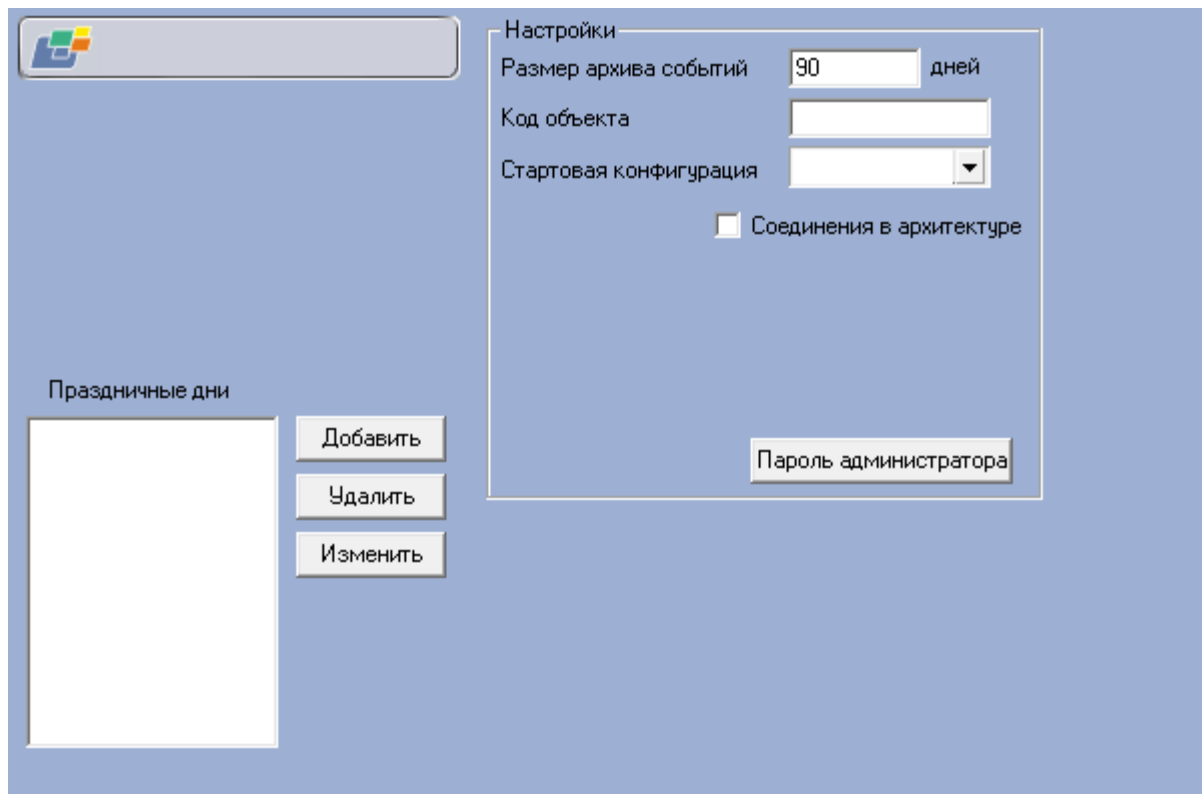 Настройки
Размер архива событий 90 дней
Код объекта
Стартовая конфигурация
Соединения в архитектуре
Пароль администратора
Праздничные дни
Добавить
Удалить
Изменить